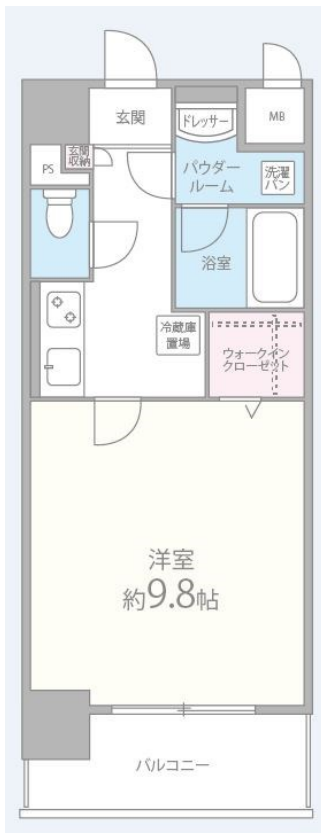 玄関
ドレッサー
MB
玄関
収納
PS
パウダー
ルーム
洗濯
パン
浴室
冷蔵庫
置場
ウォークイン
クローゼット
洋室
約9.8帖
バルコニー